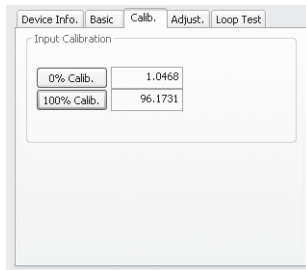 Device Info. Basic Calib. Adjust. Loop Test
Input Calibration
0% Calib. 1.0468
100% Calib. 96.1731